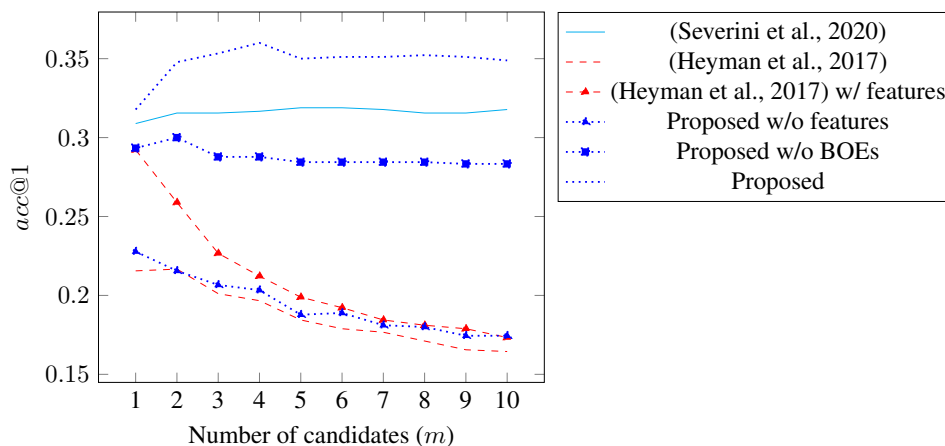 0.35
0.3
0.25
0.2
0.15
acc@1
1 2 3 4 5 6 7 8 9 10
Number of candidates (m)
(Severini et al., 2020)
(Heyman et al., 2017)
(Heyman et al., 2017) w/ features
Proposed w/o features
Proposed w/o BOEs
Proposed